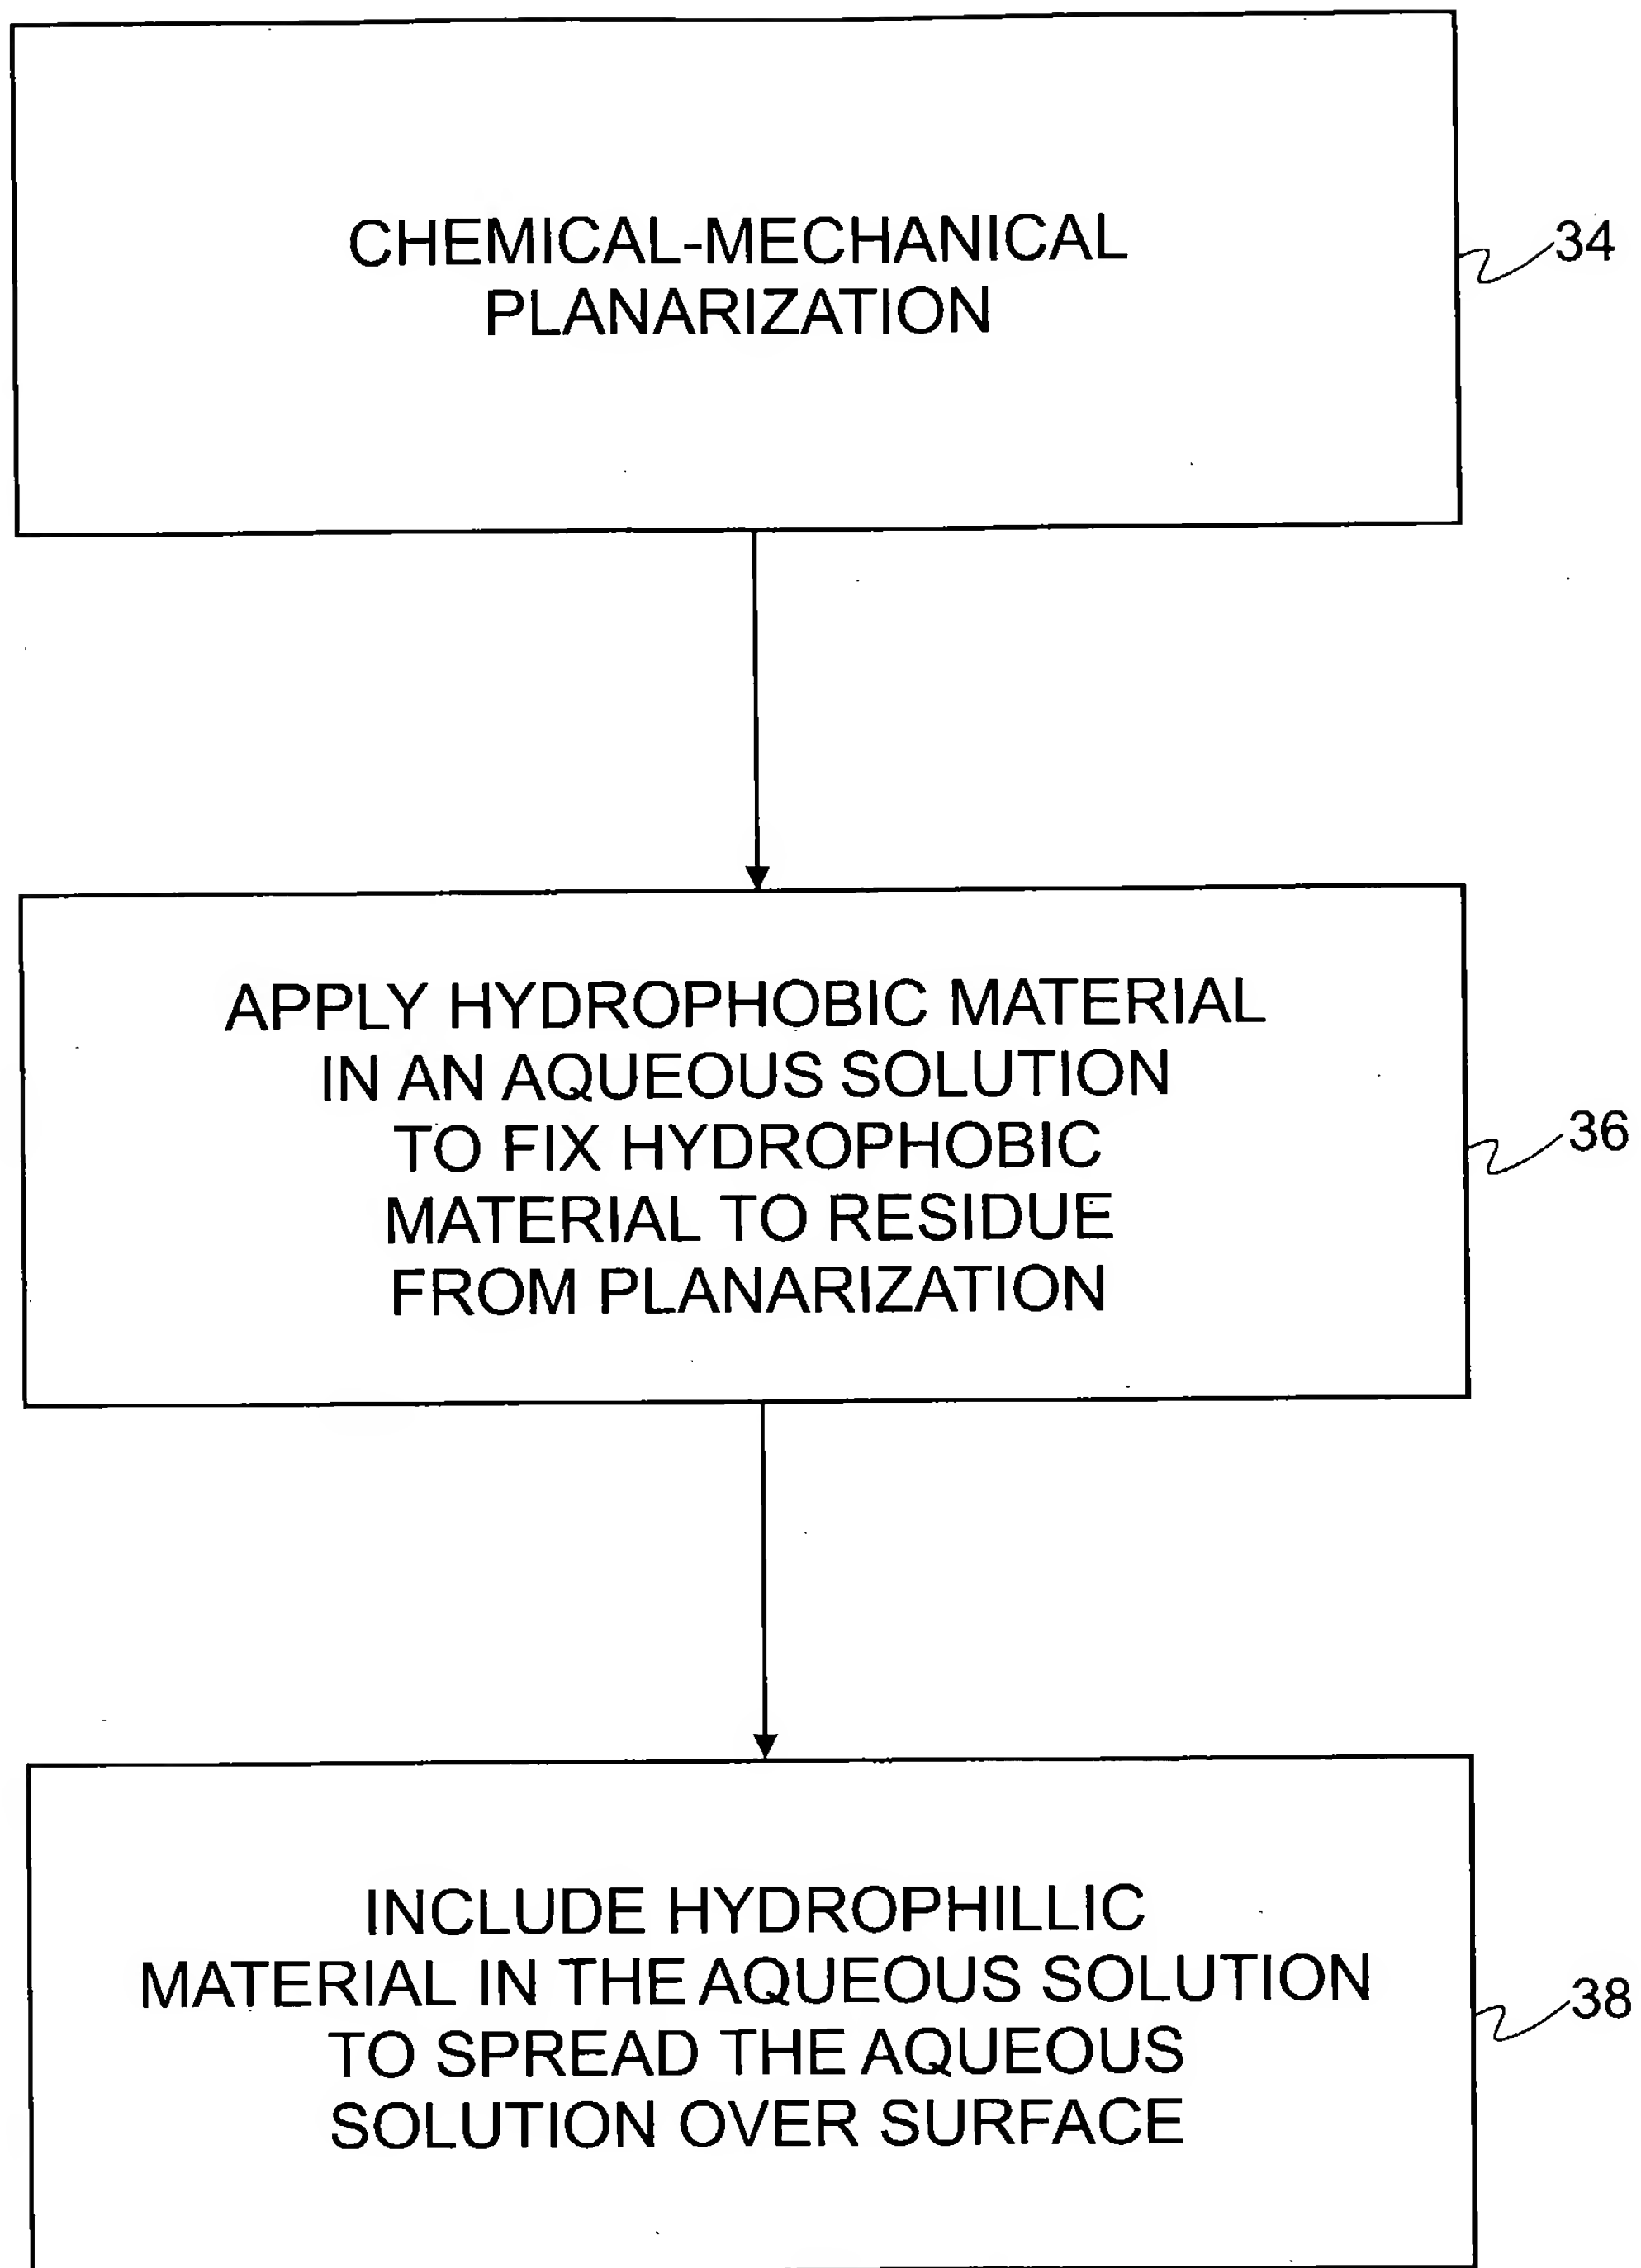 CHEMICAL-MECHANICAL
PLANARIZATION
34
APPLY HYDROPHOBIC MATERIAL
IN AN AQUEOUS SOLUTION
TO FIX HYDROPHOBIC
MATERIAL TO RESIDUE
FROM PLANARIZATION
36
INCLUDE HYDROPHILLIC
MATERIAL IN THE AQUEOUS SOLUTION
TO SPREAD THE AQUEOUS
SOLUTION OVER SURFACE
38